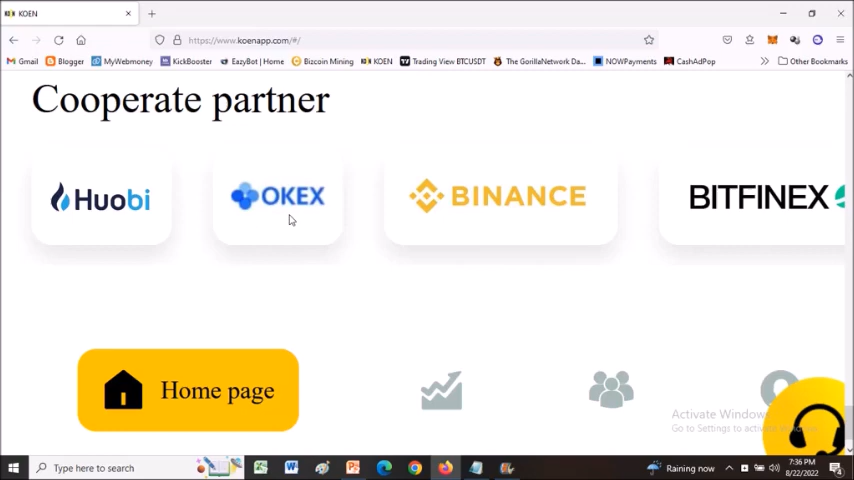 KOEN
https://www.koenapp.com/#/
Gmail
Blogger
MyWebmoney
KickBooster
EazyBot | Home
Bizcoin Mining
KOEN
Trading View BTCUSDT
The GorillaNetwork Da...
NOWPayments
CashAdPop
Other Bookmarks
Cooperate partner
Huobi
OKEX
BINANCE
BITFINEX
Home page
Activate Window
Go to Settings to activate
Type here to search
Raining now
7:36 PM
8/22/2022
4